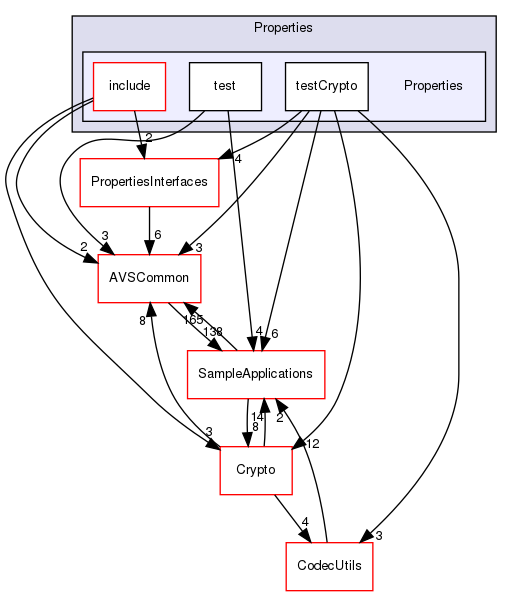 Properties
include
test
testCrypto
Properties
2
4
PropertiesInterfaces
6
3
3
2
AVSCommon
165
138
8
4
6
SampleApplications
14
8
2
3
12
Crypto
4
3
CodecUtils